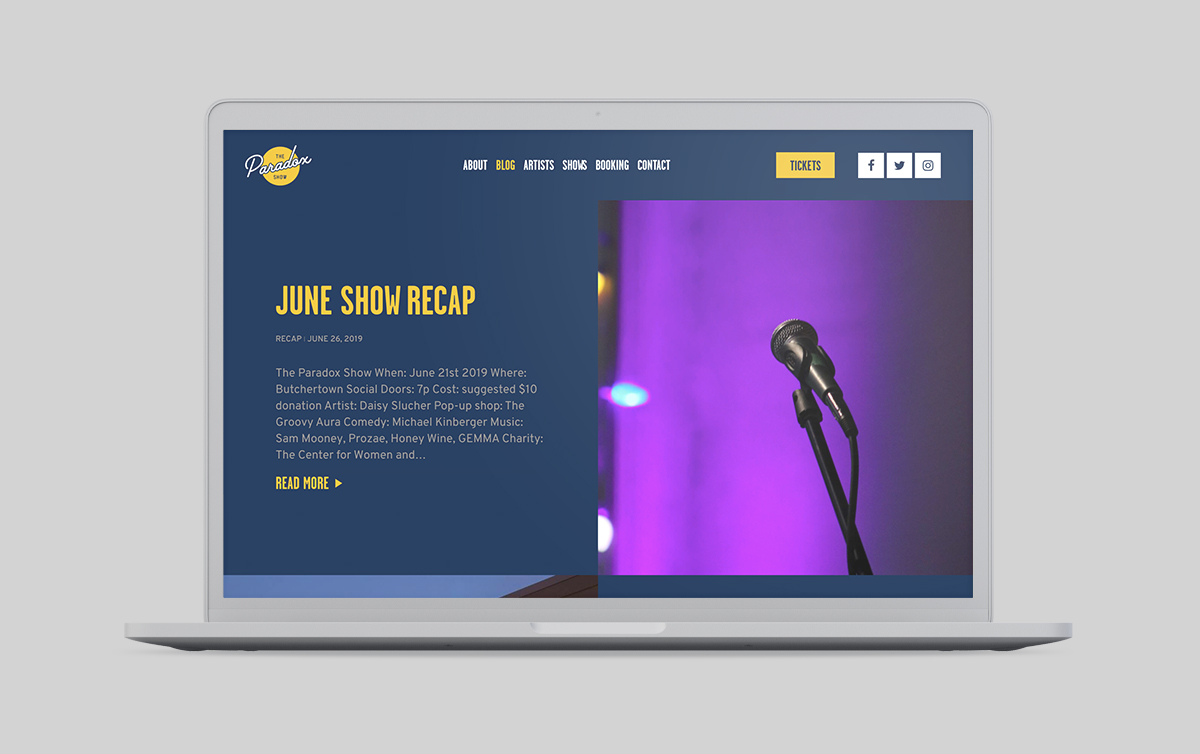 THE
Paradox
SHOW
ABOUT BLOG ARTISTS SHOWS BOOKING CONTACT
TICKETS
JUNE SHOW RECAP
RECAP | JUNE 26, 2019
The Paradox Show When: June 21st 2019 Where:
Butchertown Social Doors: 7p Cost: suggested $10
donation Artist: Daisy Slucher Pop-up shop: The
Groovy Aura Comedy: Michael Kinberger Music:
Sam Mooney, Prozae, Honey Wine, GEMMA Charity:
The Center for Women and...
READ MORE